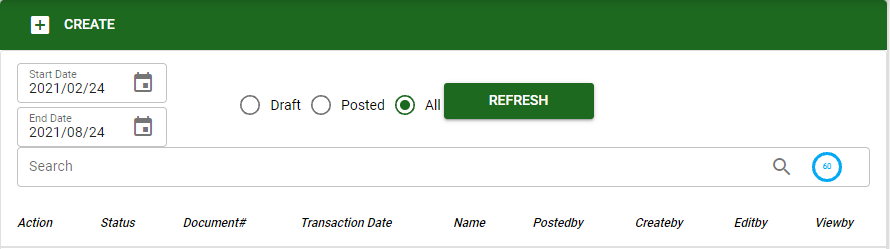 CREATE
Start Date
2021/02/24
End Date
2021/08/24
Draft Posted All REFRESH
Search 60
Action Status Document# Transaction Date Name Postedby Createby Editby Viewby